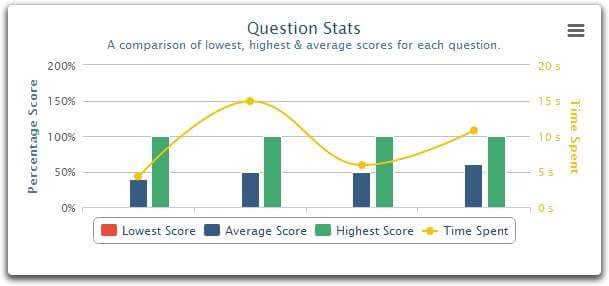 Question Stats
A comparison of lowest, highest & average scores for each question.
200%
150%
100%
50%
0%
Percentage Score
20 s
15 s
10 s
5 s
0 s
Time Spent
Lowest Score Average Score Highest Score Time Spent